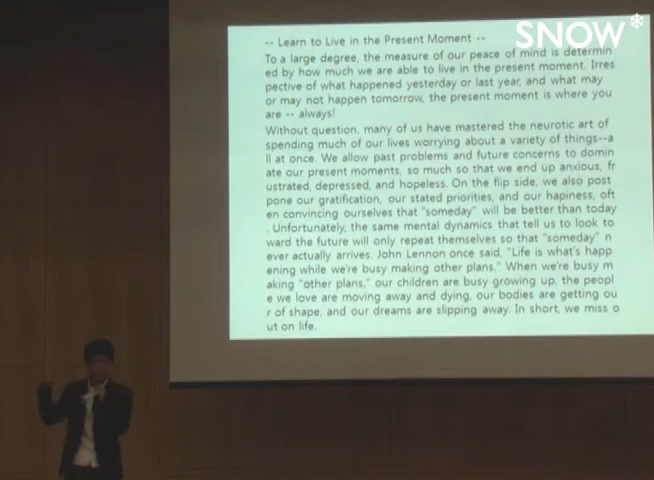 SNOW
-- Learn to Live in the Present Moment --
To a large degree, the measure of our peace of mind is determin
ed by how much we are able to live in the present moment. Irres
pective of what happened yesterday or last year, and what may
or may not happen tomorrow, the present moment is where you
are -- always!
Without question, many of us have mastered the neurotic art of
spending much of our lives worrying about a variety of things--a
ll at once. We allow past problems and future concerns to domin
ate our present moments, so much so that we end up anxious, fr
ustrated, depressed, and hopeless. On the flip side, we also post
pone our gratification, our stated priorities, and our hapiness, oft
en convincing ourselves that "someday" will be better than today
. Unfortunately, the same mental dynamics that tell us to look to
ward the future will only repeat themselves so that "someday" n
ever actually arrives. John Lennon once said, "Life is what's happ
ening while we're busy making other plans." When we're busy m
aking "other plans," our children are busy growing up, the peopl
e we love are moving away and dying, our bodies are getting ou
r of shape, and our dreams are slipping away. In short, we miss o
ut on life.